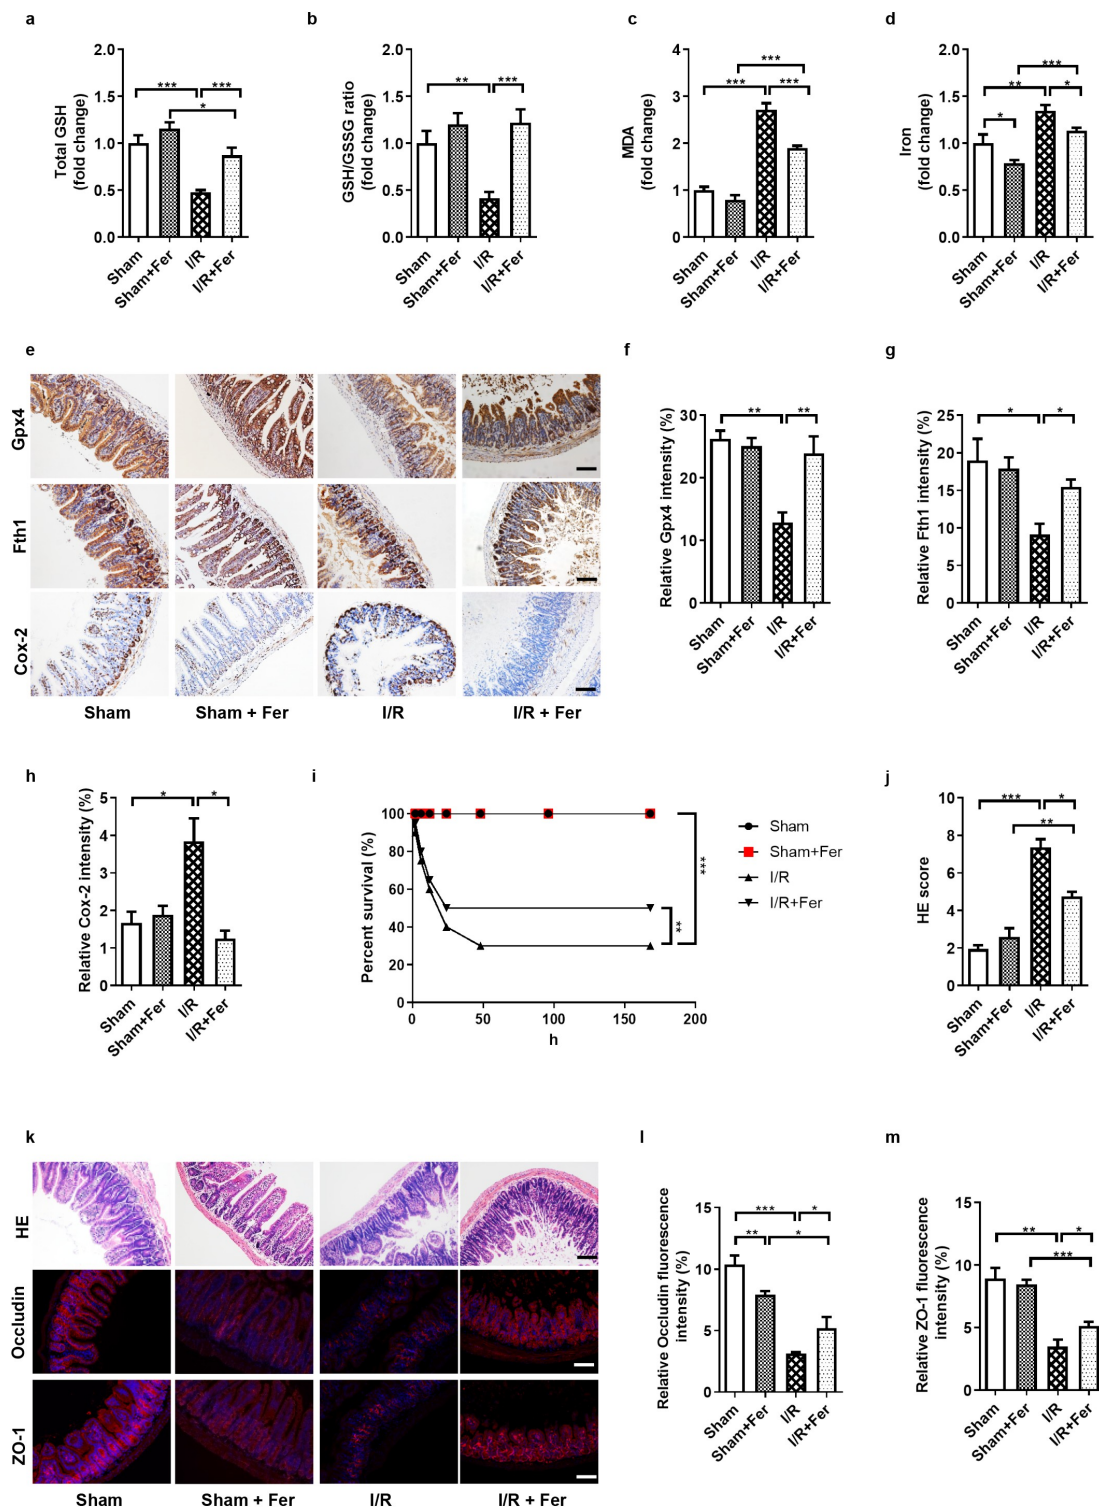 a
b
c
d
Total GSH
(fold change)
2.0
1.5
1.0
0.5
0.0
***
***
*
Sham
Sham+Fer
I/R
I/R+Fer
GSH/GSSG ratio
(fold change)
2.0
1.5
1.0
0.5
0.0
**
***
Sham
Sham+Fer
I/R
I/R+Fer
MDA
(fold change)
4
3
2
1
0
***
***
***
Sham
Sham+Fer
I/R
I/R+Fer
Iron
(fold change)
2.0
1.5
1.0
0.5
0.0
***
**
*
*
Sham
Sham+Fer
I/R
I/R+Fer
e
f
g
Gpx4
Fth1
Cox-2
Sham
Sham + Fer
I/R
I/R + Fer
Relative Gpx4 intensity (%)
30
20
10
0
**
**
Sham
Sham+Fer
I/R
I/R+Fer
Relative Fth1 intensity (%)
25
20
15
10
5
0
*
*
Sham
Sham+Fer
I/R
I/R+Fer
h
i
j
Relative Cox-2 intensity (%)
5
4
3
2
1
0
*
*
Sham
Sham+Fer
I/R
I/R+Fer
Percent survival (%)
100
80
60
40
20
0
0
50
100
150
200
h
***
**
Sham
Sham+Fer
I/R
I/R+Fer
HE score
10
8
6
4
2
0
***
*
**
Sham
Sham+Fer
I/R
I/R+Fer
k
l
m
HE
Occludin
ZO-1
Sham
Sham + Fer
I/R
I/R + Fer
Relative Occludin fluorescence
intensity (%)
15
10
5
0
***
*
**
*
Sham
Sham+Fer
I/R
I/R+Fer
Relative ZO-1 fluorescence
intensity (%)
15
10
5
0
**
*
***
Sham
Sham+Fer
I/R
I/R+Fer